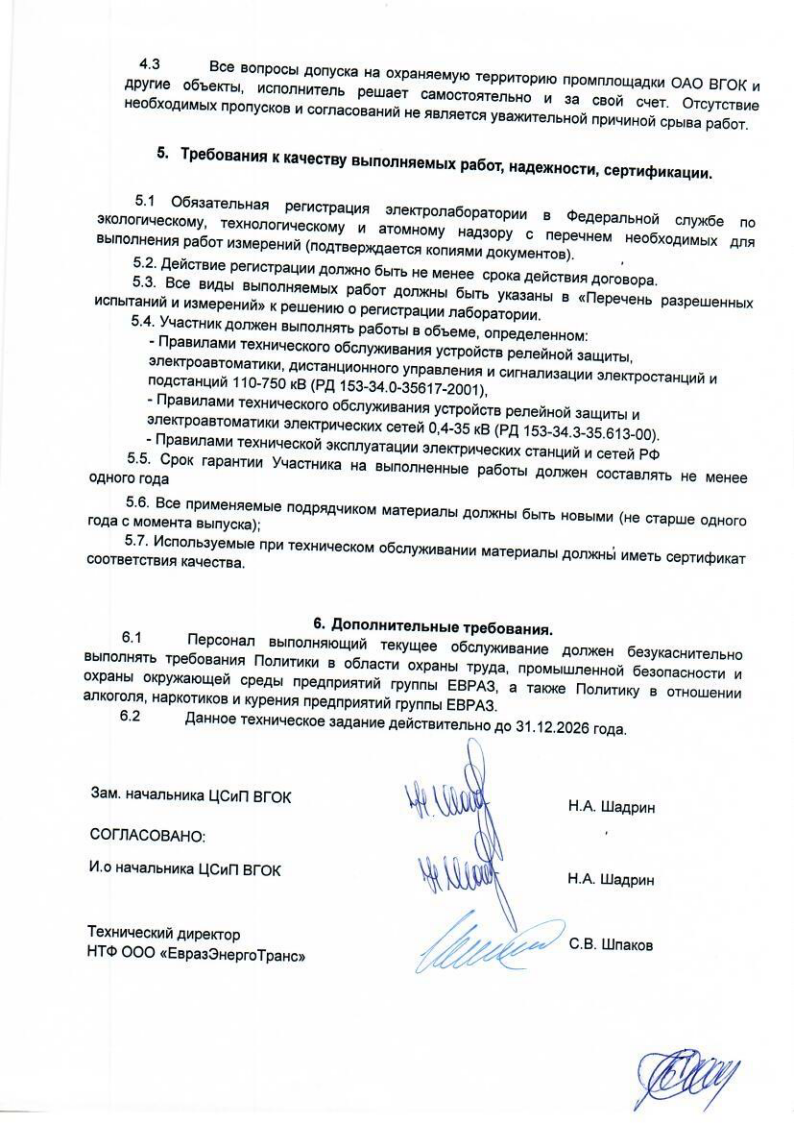 4.3 Все вопросы допуска на охраняемую территорию промплощадки ОАО ВГОК и
другие объекты, исполнитель решает самостоятельно и за свой счет. Отсутствие
необходимых пропусков и согласований не является уважительной причиной срыва работ.
5. Требования к качеству выполняемых работ, надежности, сертификации.
5.1 Обязательная регистрация электролаборатории в Федеральной службе по
экологическому, технологическому и атомному надзору с перечнем необходимых для
выполнения работ измерений (подтверждается копиями документов).
5.2. Действие регистрации должно быть не менее срока действия договора.
5.3. Все виды выполняемых работ должны быть указаны в «Перечень разрешенных
испытаний и измерений» к решению о регистрации лаборатории.
5.4. Участник должен выполнять работы в объеме, определенном:
- Правилами технического обслуживания устройств релейной защиты,
электроавтоматики, дистанционного управления и сигнализации электростанций и
подстанций 110-750 кВ (РД 153-34.0-35617-2001),
- Правилами технического обслуживания устройств релейной защиты и
электроавтоматики электрических сетей 0,4-35 кВ (РД 153-34.3-35.613-00).
- Правилами технической эксплуатации электрических станций и сетей РФ
5.5. Срок гарантии Участника на выполненные работы должен составлять не менее
одного года
5.6. Все применяемые подрядчиком материалы должны быть новыми (не старше одного
года с момента выпуска);
5.7. Используемые при техническом обслуживании материалы должны иметь сертификат
соответствия качества.
6. Дополнительные требования.
6.1 Персонал выполняющий текущее обслуживание должен безукаснительно
выполнять требования Политики в области охраны труда, промышленной безопасности и
охраны окружающей среды предприятий группы ЕВРАЗ, а также Политику в отношении
алкоголя, наркотиков и курения предприятий группы ЕВРАЗ.
6.2 Данное техническое задание действительно до 31.12.2026 года.
Зам. начальника ЦСиП ВГОК Н.А. Шадрин
СОГЛАСОВАНО:
И.о начальника ЦСиП ВГОК Н.А. Шадрин
Технический директор
НТФ ООО «ЕвразЭнергоТранс» С.В. Шпаков